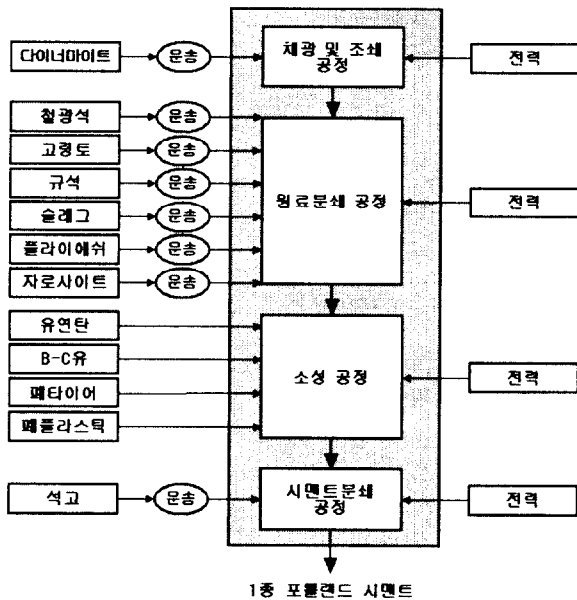 다이너마이트
운송
채광 및 조쇄
공정
전력
철광석
운송
고령토
운송
규석
운송
슬레그
운송
플라이애쉬
운송
자로사이트
운송
원료분쇄 공정
전력
유연탄
B-C유
폐타이어
폐플라스틱
소성 공정
전력
석고
운송
시멘트분쇄
공정
전력
1종 포틀랜드 시멘트